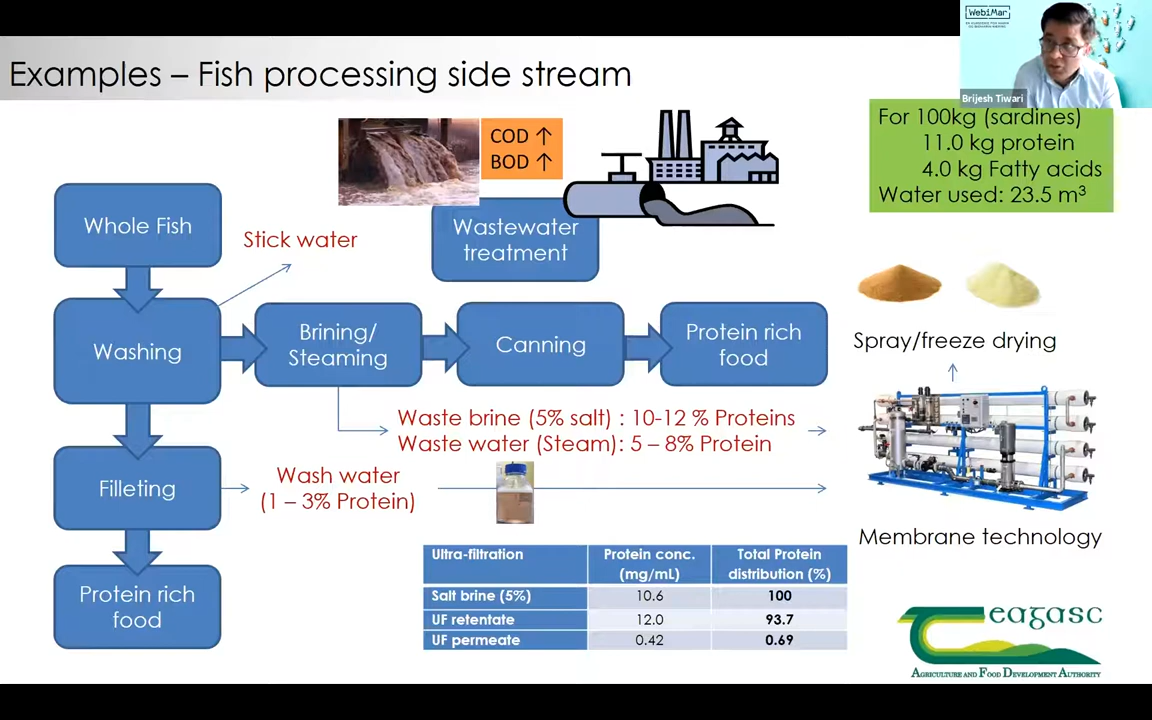 WebiMar
Brijesh Tiwari
Examples – Fish processing side stream
COD ↑
BOD ↑
For 100kg (sardines)
11.0 kg protein
4.0 kg Fatty acids
Water used: 23.5 m³
Whole Fish
Stick water
Wastewater
treatment
Washing
Brining/
Steaming
Canning
Protein rich
food
Spray/freeze drying
Waste brine (5% salt) : 10-12 % Proteins
Waste water (Steam): 5 – 8% Protein
Filleting
Wash water
(1 – 3% Protein)
Membrane technology
Protein rich
food
Ultra-filtration Protein conc. (mg/mL) Total Protein distribution (%)
Salt brine (5%) 10.6 100
UF retentate 12.0 93.7
UF permeate 0.42 0.69
eagasc
Agriculture and Food Development Authority